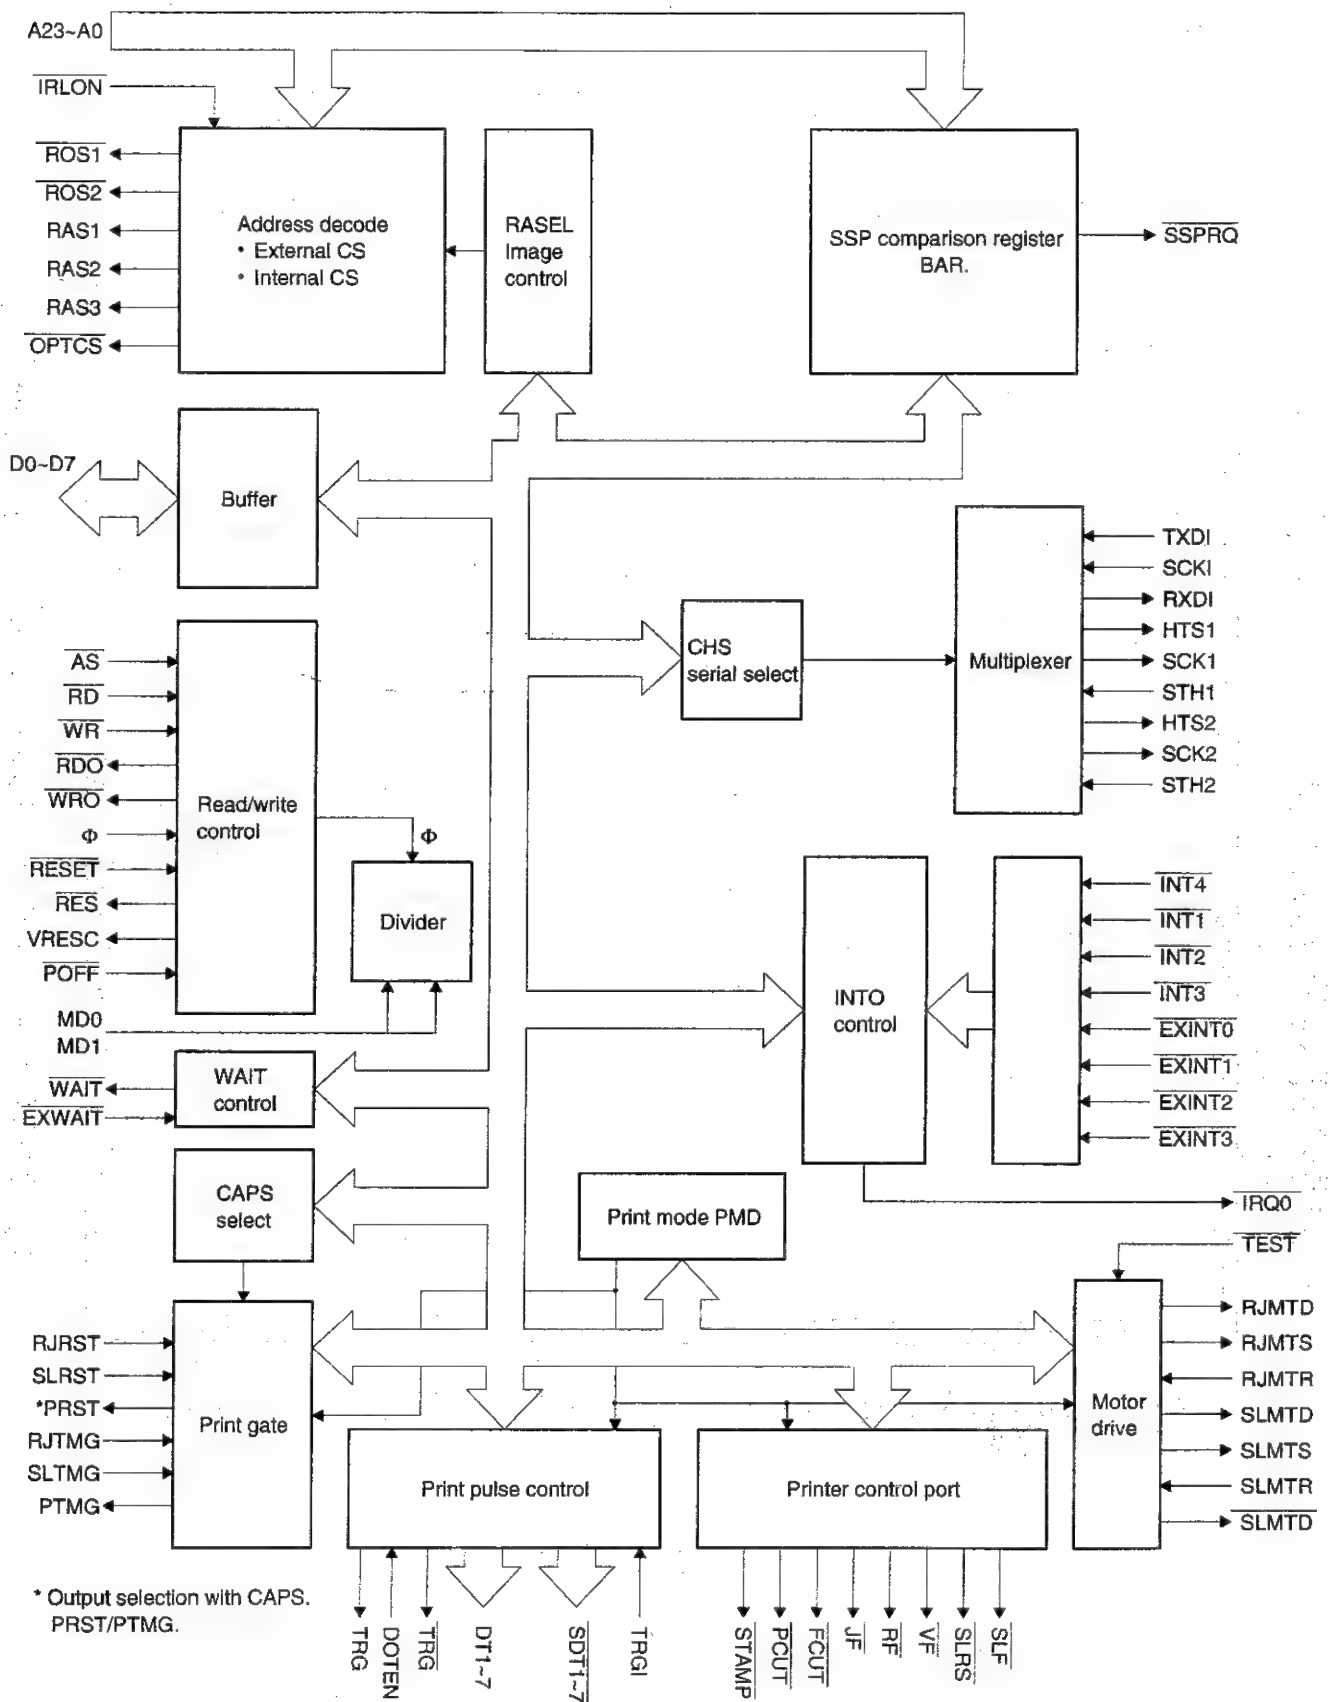 A23~A0
IRLON
ROS1
ROS2
RAS1
RAS2
RAS3
OPTCS
Address decode
• External CS
• Internal CS
RASEL
Image
control
SSP comparison register
BAR.
SSPRQ
D0~D7
Buffer
TXDI
SCKI
RXDI
HTS1
SCK1
STH1
HTS2
SCK2
STH2
Multiplexer
CHS
serial select
AS
RD
WR
RDO
WRO
Φ
RESET
RES
VRESC
POFF
Read/write
control
Φ
Divider
MD0
MD1
INTO
control
INT4
INT1
INT2
INT3
EXINT0
EXINT1
EXINT2
EXINT3
WAIT
EXWAIT
WAIT
control
CAPS
select
Print mode PMD
IRQ0
TEST
RJRST
SLRST
*PRST
RJTMG
SLTMG
PTMG
Print gate
Print pulse control
Printer control port
Motor
drive
RJMTD
RJMTS
RJMTR
SLMTD
SLMTS
SLMTR
SLMTD
* Output selection with CAPS.
PRST/PTMG.
TRG
DOTEN
TRG
DT1~7
SDT1~7
TRGI
STAMP
PCUT
FCUT
JF
RF
VF
SLRS
SLF